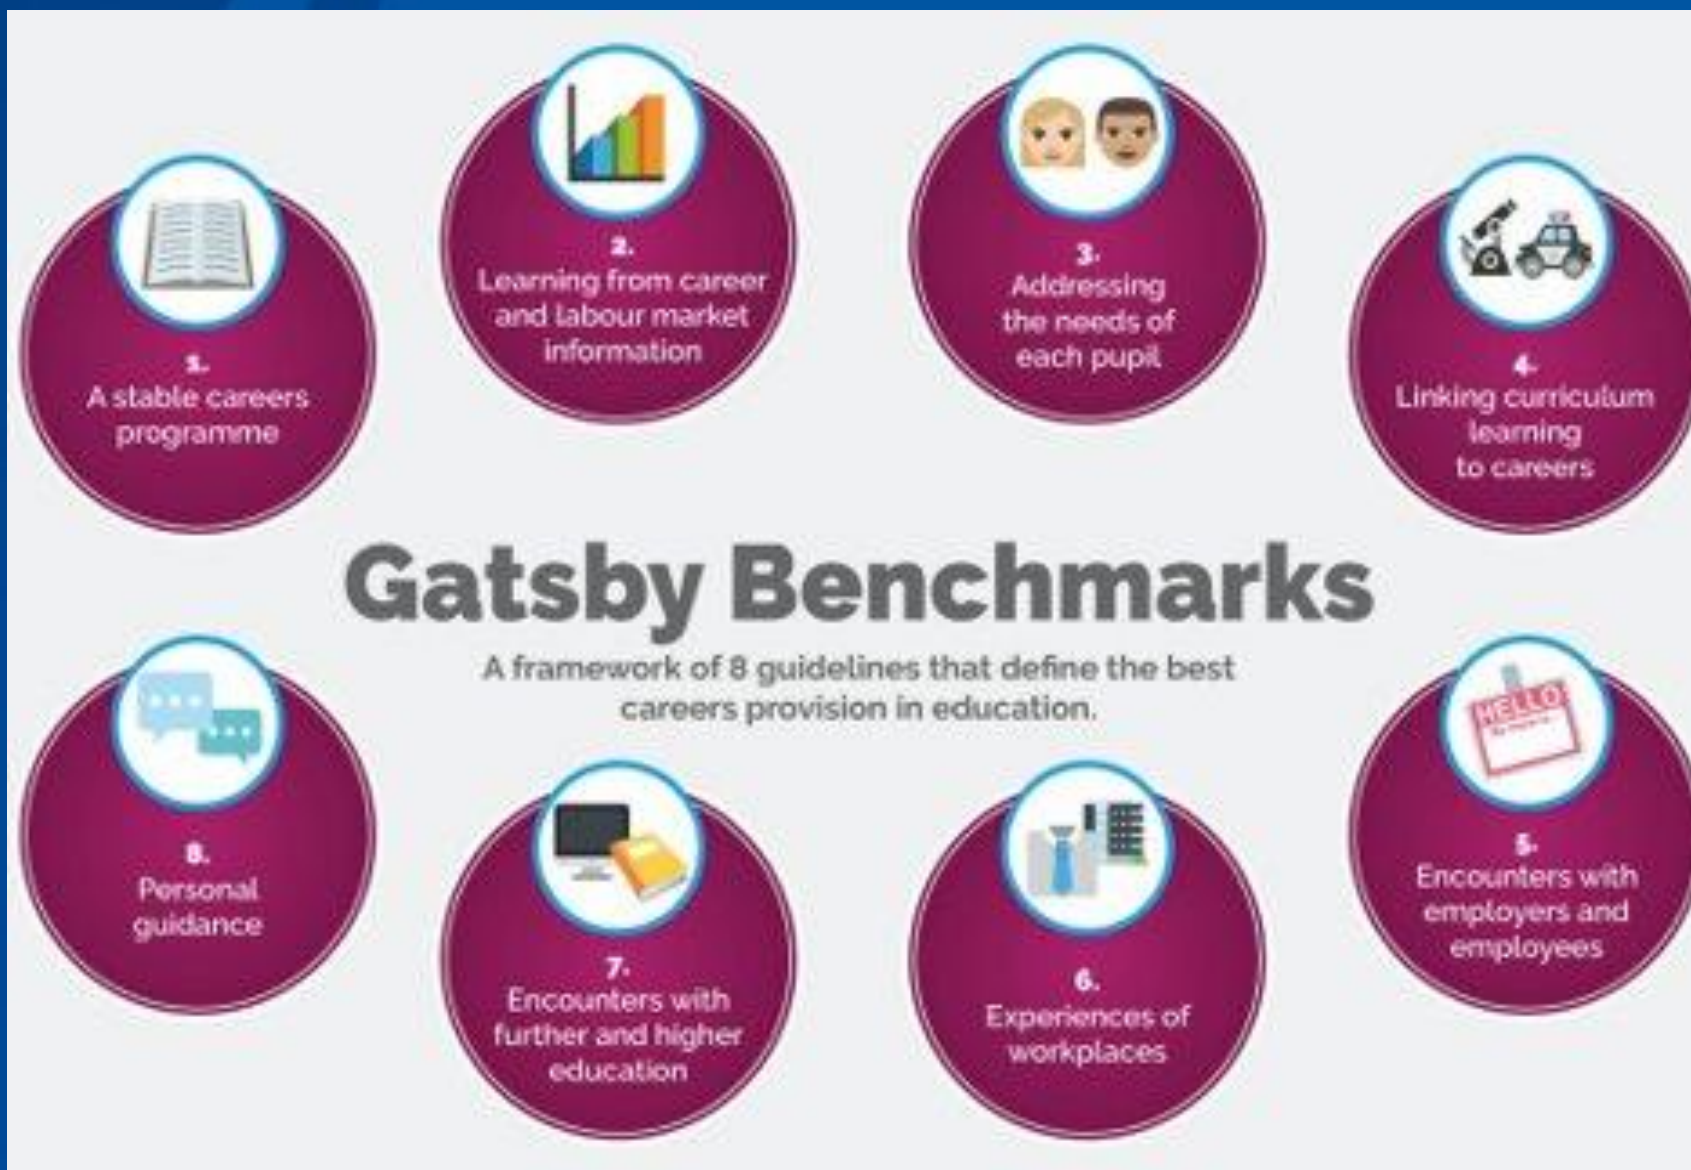 1.
A stable careers
programme
2.
Learning from career
and labour market
information
3.
Addressing
the needs of
each pupil
4.
Linking curriculum
learning
to careers
Gatsby Benchmarks
A framework of 8 guidelines that define the best
careers provision in education.
HELLO
5.
Encounters with
employers and
employees
6.
Experiences of
workplaces
7.
Encounters with
further and higher
education
8.
Personal
guidance